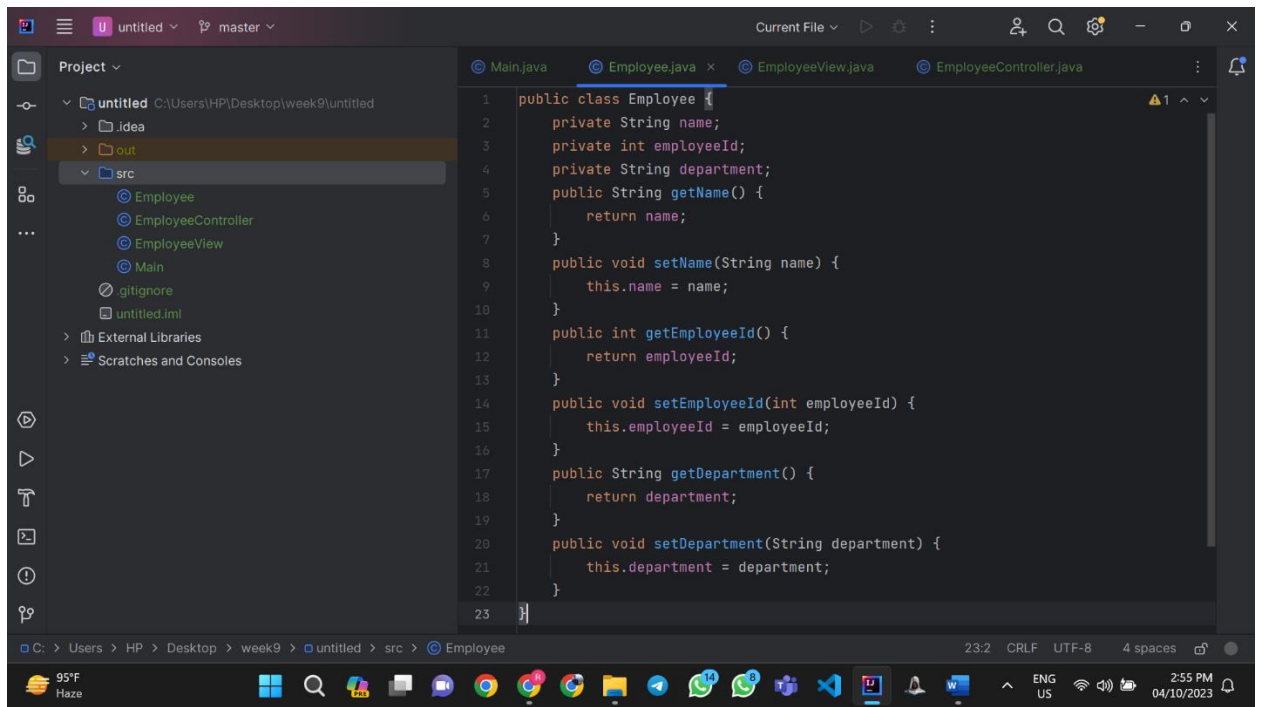 U untitled master Current File
Project
Main.java Employee.java × EmployeeView.java EmployeeController.java
untitled C:\Users\HP\Desktop\week9\untitled
.idea
out
src
Employee
EmployeeController
EmployeeView
Main
.gitignore
untitled.iml
External Libraries
Scratches and Consoles
1 public class Employee {
2 private String name;
3 private int employeeId;
4 private String department;
5 public String getName() {
6 return name;
7 }
8 public void setName(String name) {
9 this.name = name;
10 }
11 public int getEmployeeId() {
12 return employeeId;
13 }
14 public void setEmployeeId(int employeeId) {
15 this.employeeId = employeeId;
16 }
17 public String getDepartment() {
18 return department;
19 }
20 public void setDepartment(String department) {
21 this.department = department;
22 }
23 }
1
C: > Users > HP > Desktop > week9 > untitled > src > Employee 23:2 CRLF UTF-8 4 spaces
95°F
Haze
PRE
14
8
W
ENG
US
2:55 PM
04/10/2023